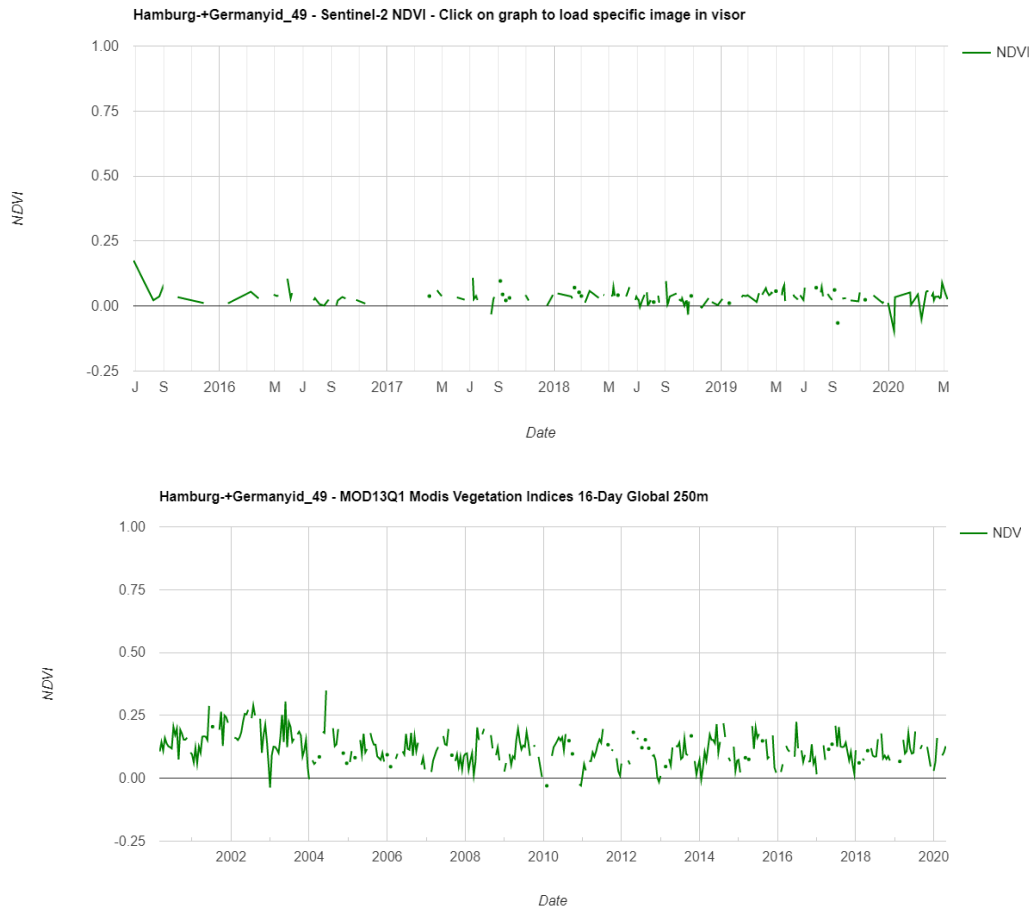 Hamburg-+Germanyid_49 - Sentinel-2 NDVI - Click on graph to load specific image in visor
1.00
NDVI
0.75
0.50
NDVI
0.25
0.00
-0.25
J S 2016 M J S 2017 M J S 2018 M J S 2019 M J S 2020 M
Date
Hamburg-+Germanyid_49 - MOD13Q1 Modis Vegetation Indices 16-Day Global 250m
1.00
NDV
0.75
0.50
NDVI
0.25
0.00
-0.25
2002 2004 2006 2008 2010 2012 2014 2016 2018 2020
Date